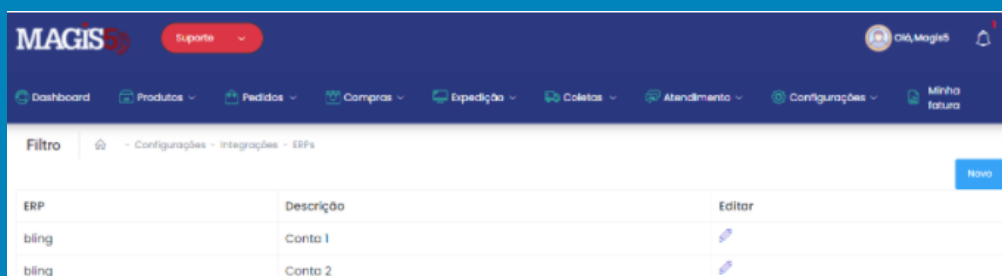 MAGIS5
Suporte
Olá, Magis5
Dashboard Produtos Pedidos Compras Expedição Coletas Atendimento Configurações Minha fatura
Filtro - Configurações - Integrações - ERPs
Novo
ERP Descrição Editar
bling Conta 1
bling Conta 2